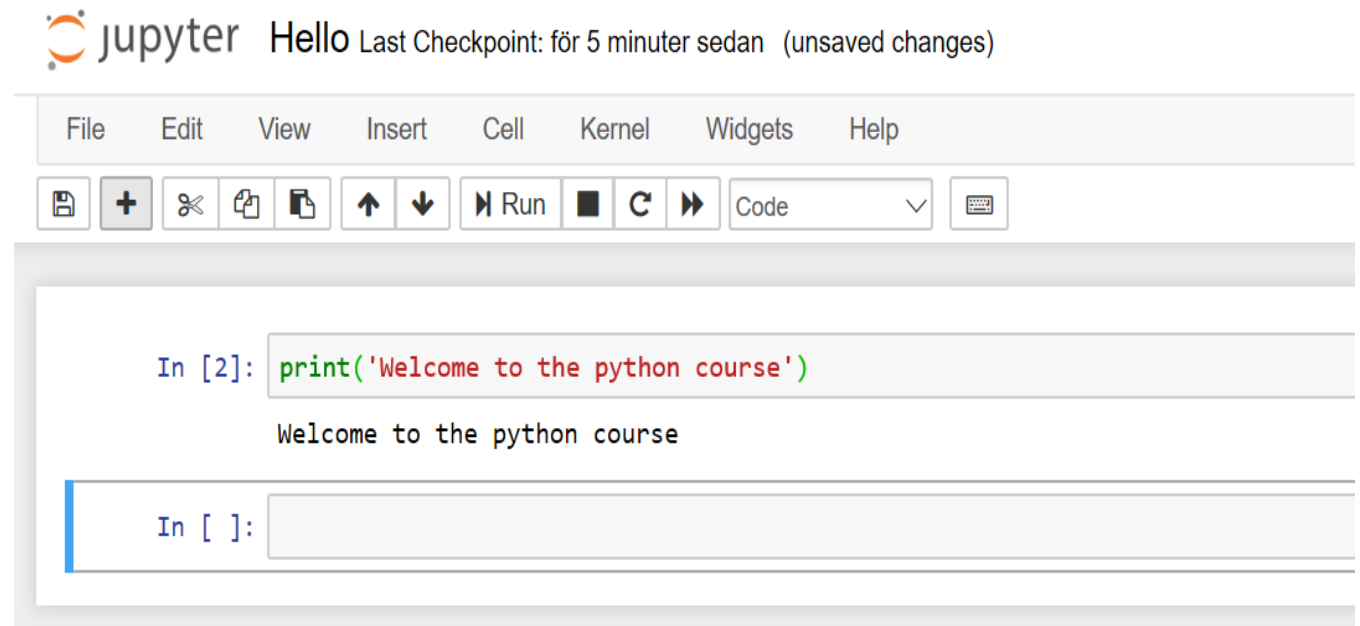 jupyter Hello Last Checkpoint: för 5 minuter sedan (unsaved changes)
File Edit View Insert Cell Kernel Widgets Help
Run Code
In [2]: print('Welcome to the python course')
Welcome to the python course
In [ ]: